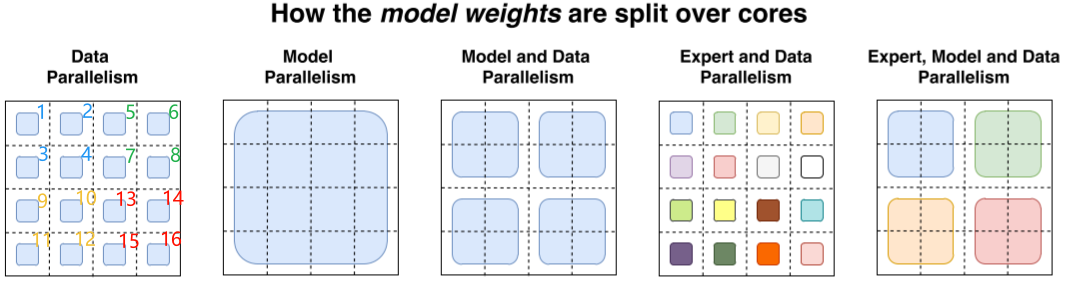 How the model weights are split over cores
Data
Parallelism
Model
Parallelism
Model and Data
Parallelism
Expert and Data
Parallelism
Expert, Model and Data
Parallelism
1 2 5 6
3 4 7 8
9 10 13 14
11 12 15 16